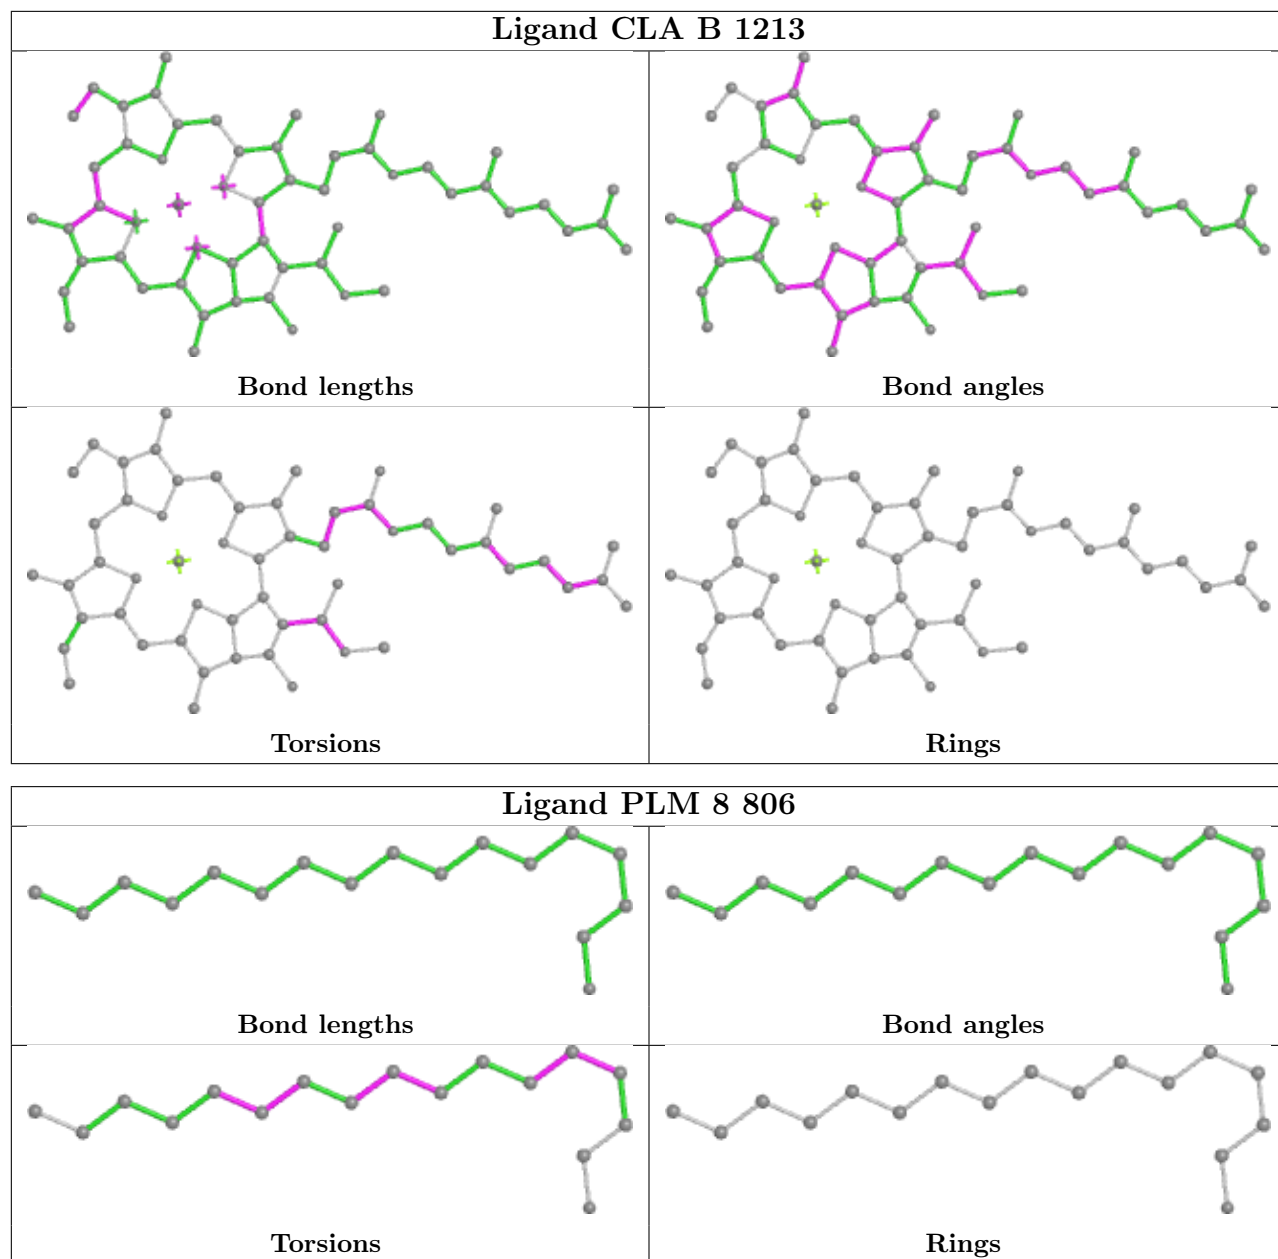 Ligand CLA B 1213
Bond lengths
Bond angles
Torsions
Rings
Ligand PLM 8 806
Bond lengths
Bond angles
Torsions
Rings